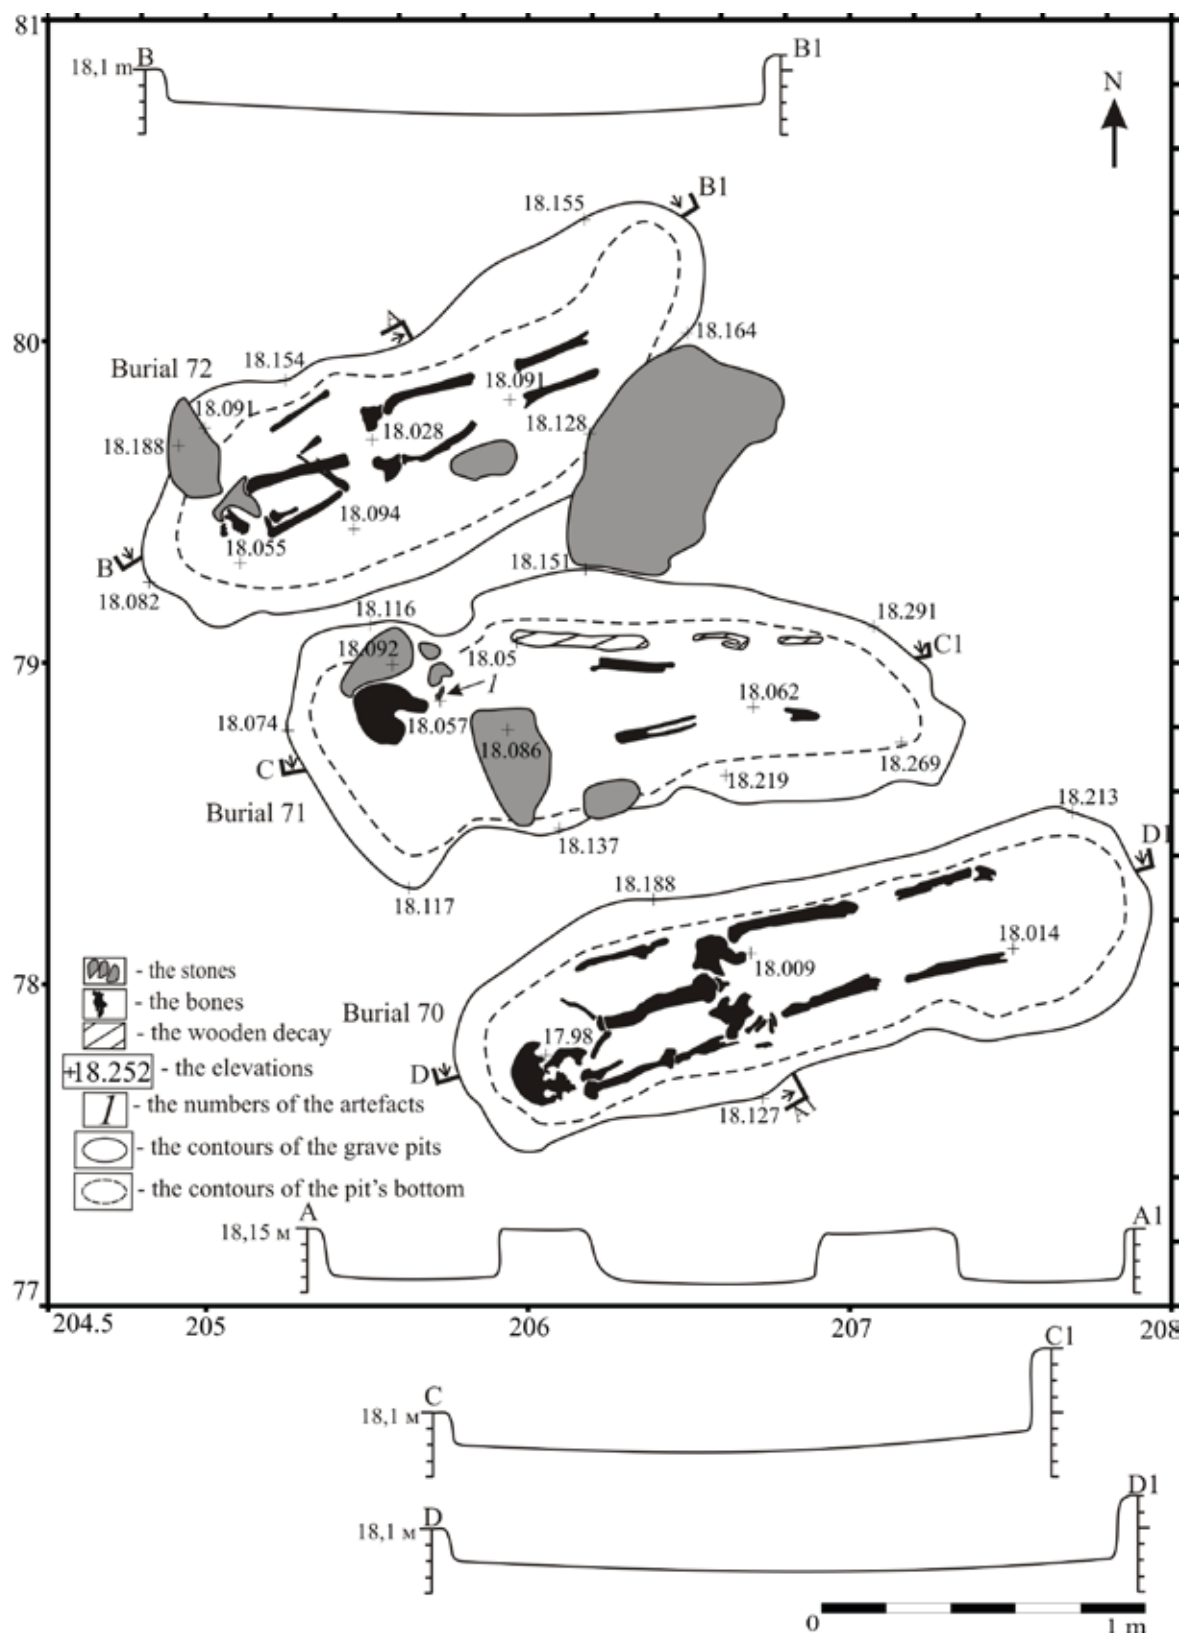 81
B
B1
18,1 m
N
B1
18.155
A
80
18.164
18.154
Burial 72
18.091
18.091
18.128
18.188
18.028
18.094
18.055
B
18.151
18.082
18.116
18.291
79
18.092
18.05
C1
1
18.062
18.074
18.057
18.086
C
18.269
18.219
Burial 71
18.213
18.137
D1
18.188
18.117
18.014
- the stones
78
18.009
- the bones
Burial 70
- the wooden decay
17.98
+18.252 - the elevations
D
1 - the numbers of the artefacts
18.127
A1
- the contours of the grave pits
- the contours of the pit's bottom
A
A1
18,15 м
77
204.5
205
206
207
208
C1
C
18,1 м
D1
D
18,1 м
0
1 m